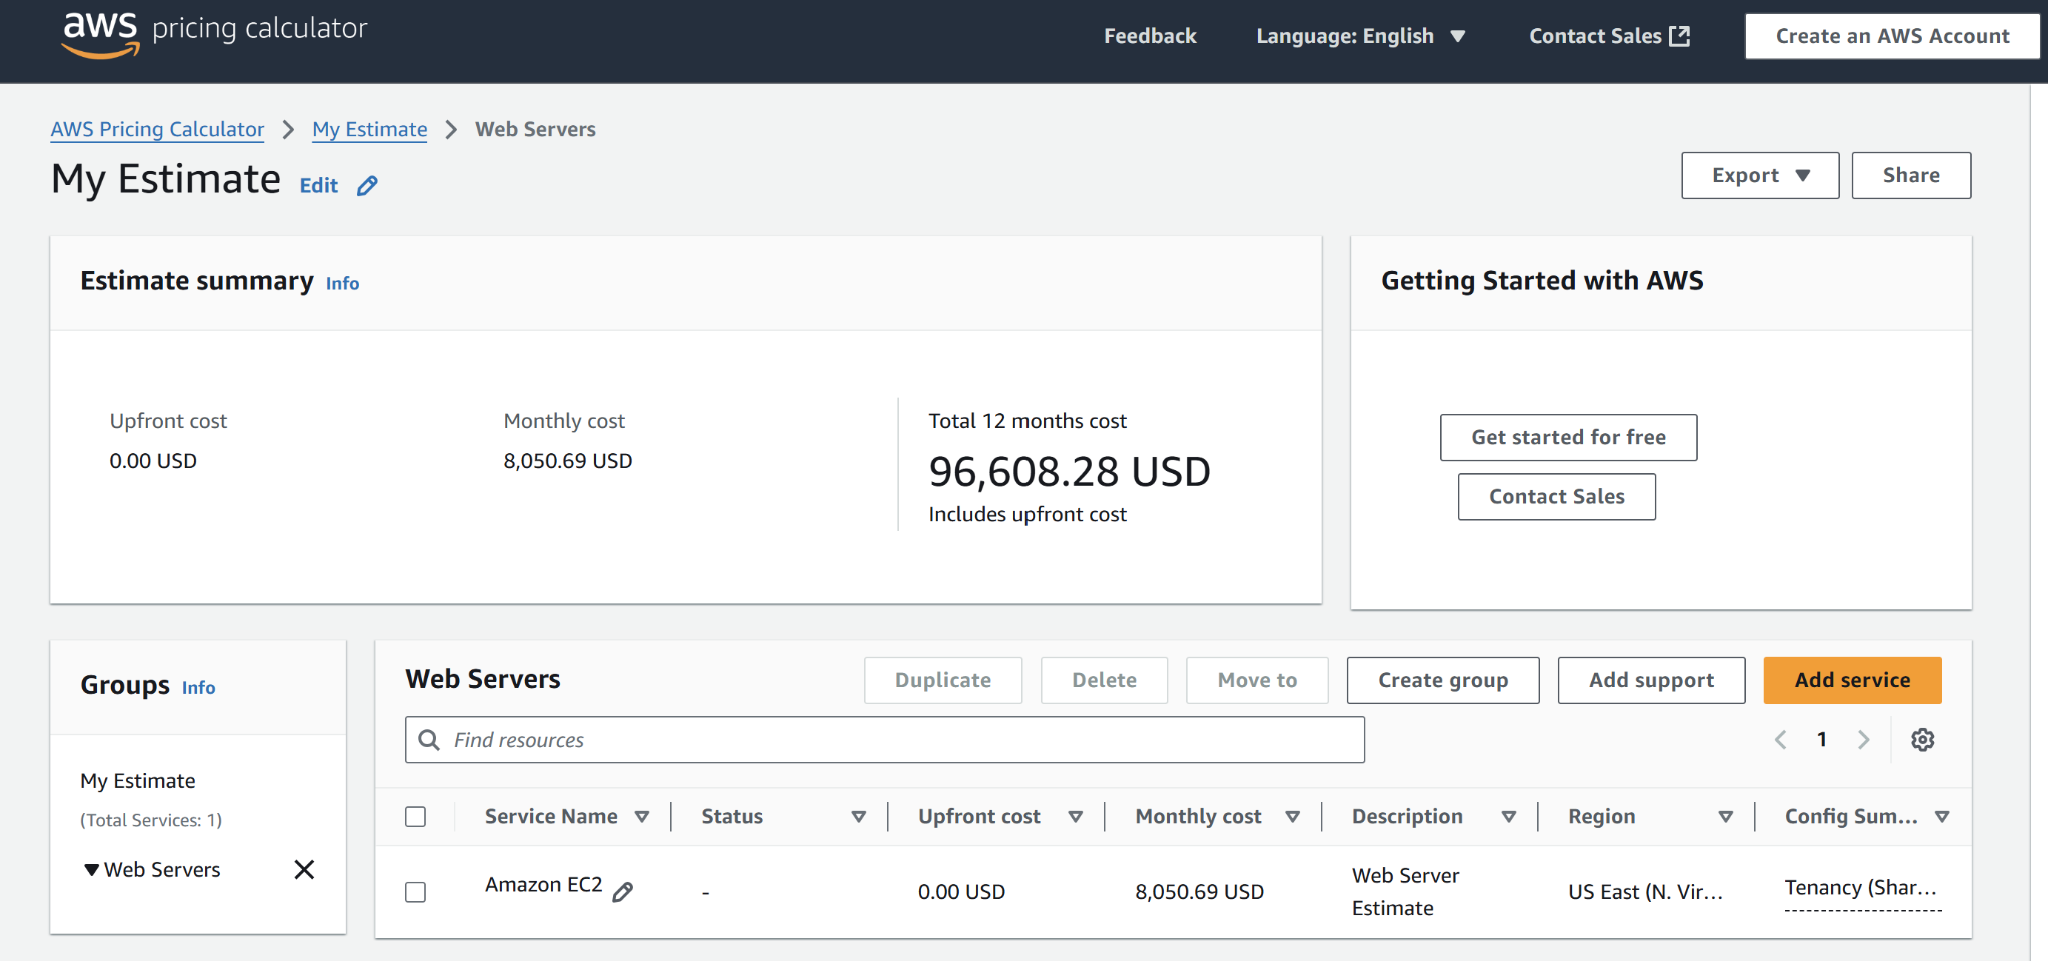 aws pricing calculator
Feedback
Language: English
Contact Sales
Create an AWS Account
AWS Pricing Calculator
My Estimate
Web Servers
My Estimate
Edit
Export
Share
Estimate summary
Info
Getting Started with AWS
Upfront cost
0.00 USD
Monthly cost
8,050.69 USD
Total 12 months cost
96,608.28 USD
Includes upfront cost
Get started for free
Contact Sales
Groups
Info
My Estimate
(Total Services: 1)
Web Servers
Web Servers
Duplicate
Delete
Move to
Create group
Add support
Add service
Find resources
1
Service Name
Status
Upfront cost
Monthly cost
Description
Region
Config Sum...
Amazon EC2
-
0.00 USD
8,050.69 USD
Web Server
Estimate
US East (N. Vir...
Tenancy (Shar...